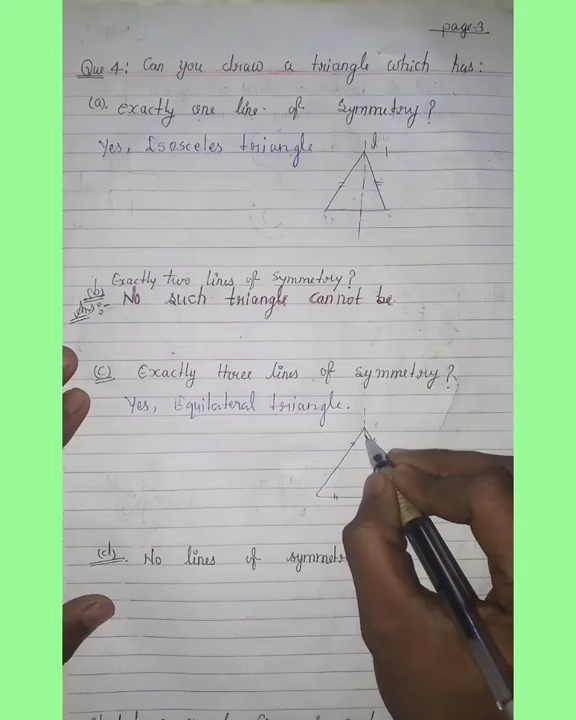 page-3
Que 4: Can you draw a triangle which has:
(a). exactly one line of symmetry?
Yes, Isosceles triangle
l
(b) Exactly two lines of symmetry?
Ans:- No such triangle cannot be
(c) Exactly three lines of symmetry?
Yes, Equilateral triangle.
(d). No lines of symmetr